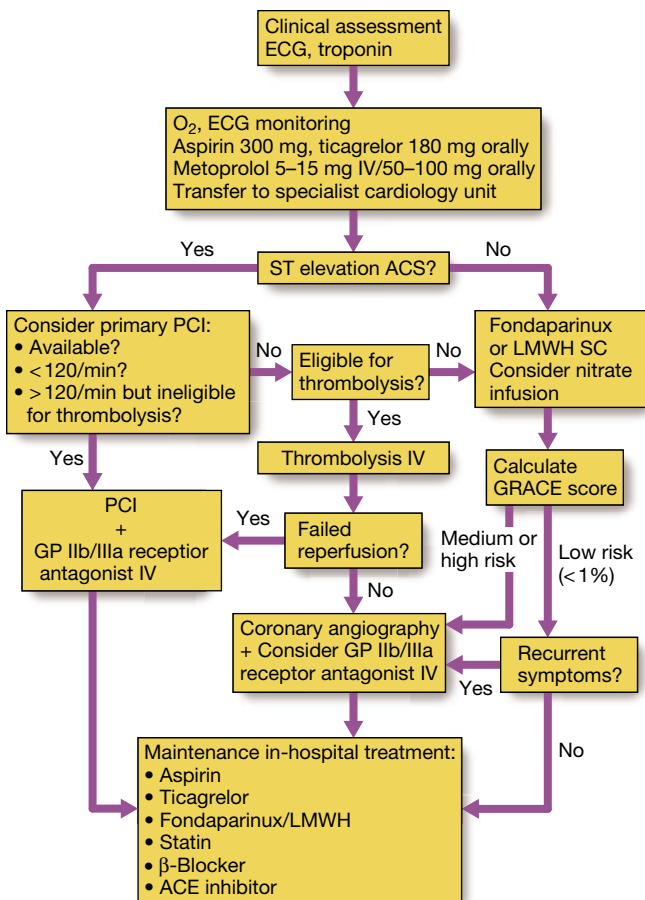 Clinical assessment
ECG, troponin
O₂, ECG monitoring
Aspirin 300 mg, ticagrelor 180 mg orally
Metoprolol 5–15 mg IV/50–100 mg orally
Transfer to specialist cardiology unit
Yes
ST elevation ACS?
No
Consider primary PCI:
• Available?
• <120/min?
• >120/min but ineligible
for thrombolysis?
No
Eligible for
thrombolysis?
No
Fondaparinux
or LMWH SC
Consider nitrate
infusion
Yes
Yes
Thrombolysis IV
Calculate
GRACE score
PCI
+
GP IIb/IIIa receptior
antagonist IV
Yes
Failed
reperfusion?
Medium or
high risk
Low risk
(<1%)
No
Coronary angiography
+ Consider GP IIb/IIIa
receptor antagonist IV
Yes
Recurrent
symptoms?
No
Maintenance in-hospital treatment:
• Aspirin
• Ticagrelor
• Fondaparinux/LMWH
• Statin
• β-Blocker
• ACE inhibitor